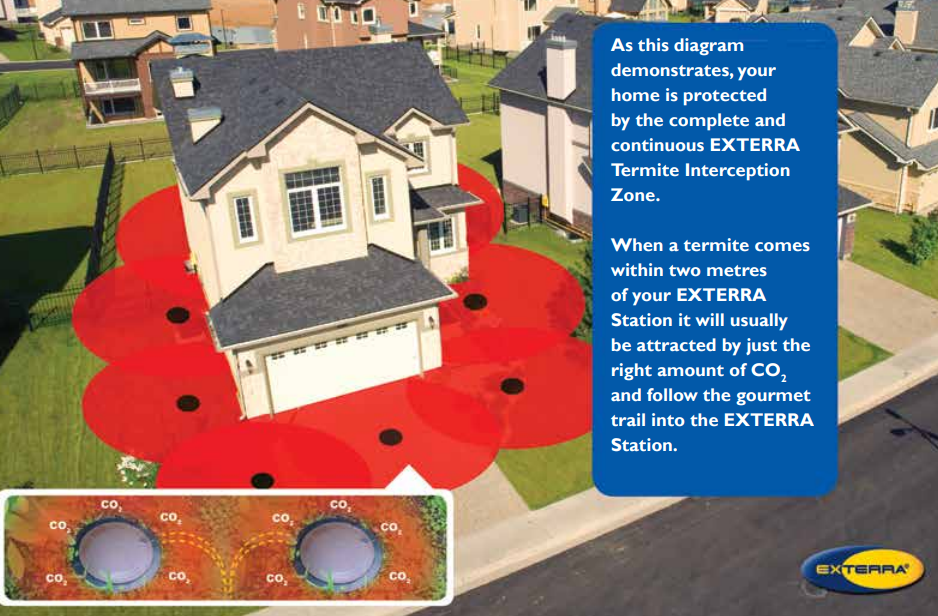 As this diagram
demonstrates, your
home is protected
by the complete and
continuous EXTERRA
Termite Interception
Zone.
When a termite comes
within two metres
of your EXTERRA
Station it will usually
be attracted by just the
right amount of CO₂
and follow the gourmet
trail into the EXTERRA
Station.
CO₂ CO₂
CO₂ CO₂ CO₂ CO₂
CO₂ CO₂ CO₂ CO₂
EXTERRA®